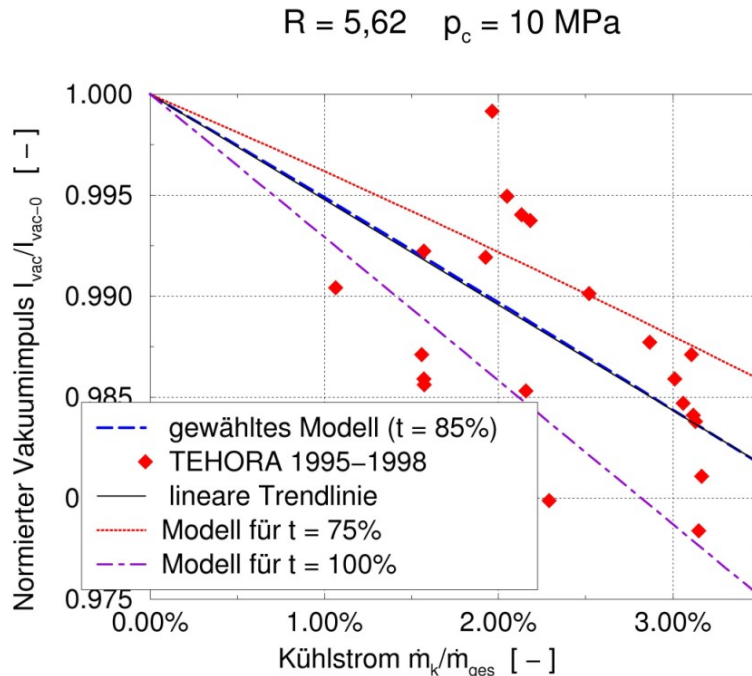 R = 5,62 p_c = 10 MPa
Normierter Vakuumimpuls I_vac/I_vac−0 [ − ]
1.000
0.995
0.990
0.985
0
0.975
gewähltes Modell (t = 85%)
TEHORA 1995−1998
lineare Trendlinie
Modell für t = 75%
Modell für t = 100%
0.00% 1.00% 2.00% 3.00%
Kühlstrom ṁ_k/ṁ_ges [ − ]